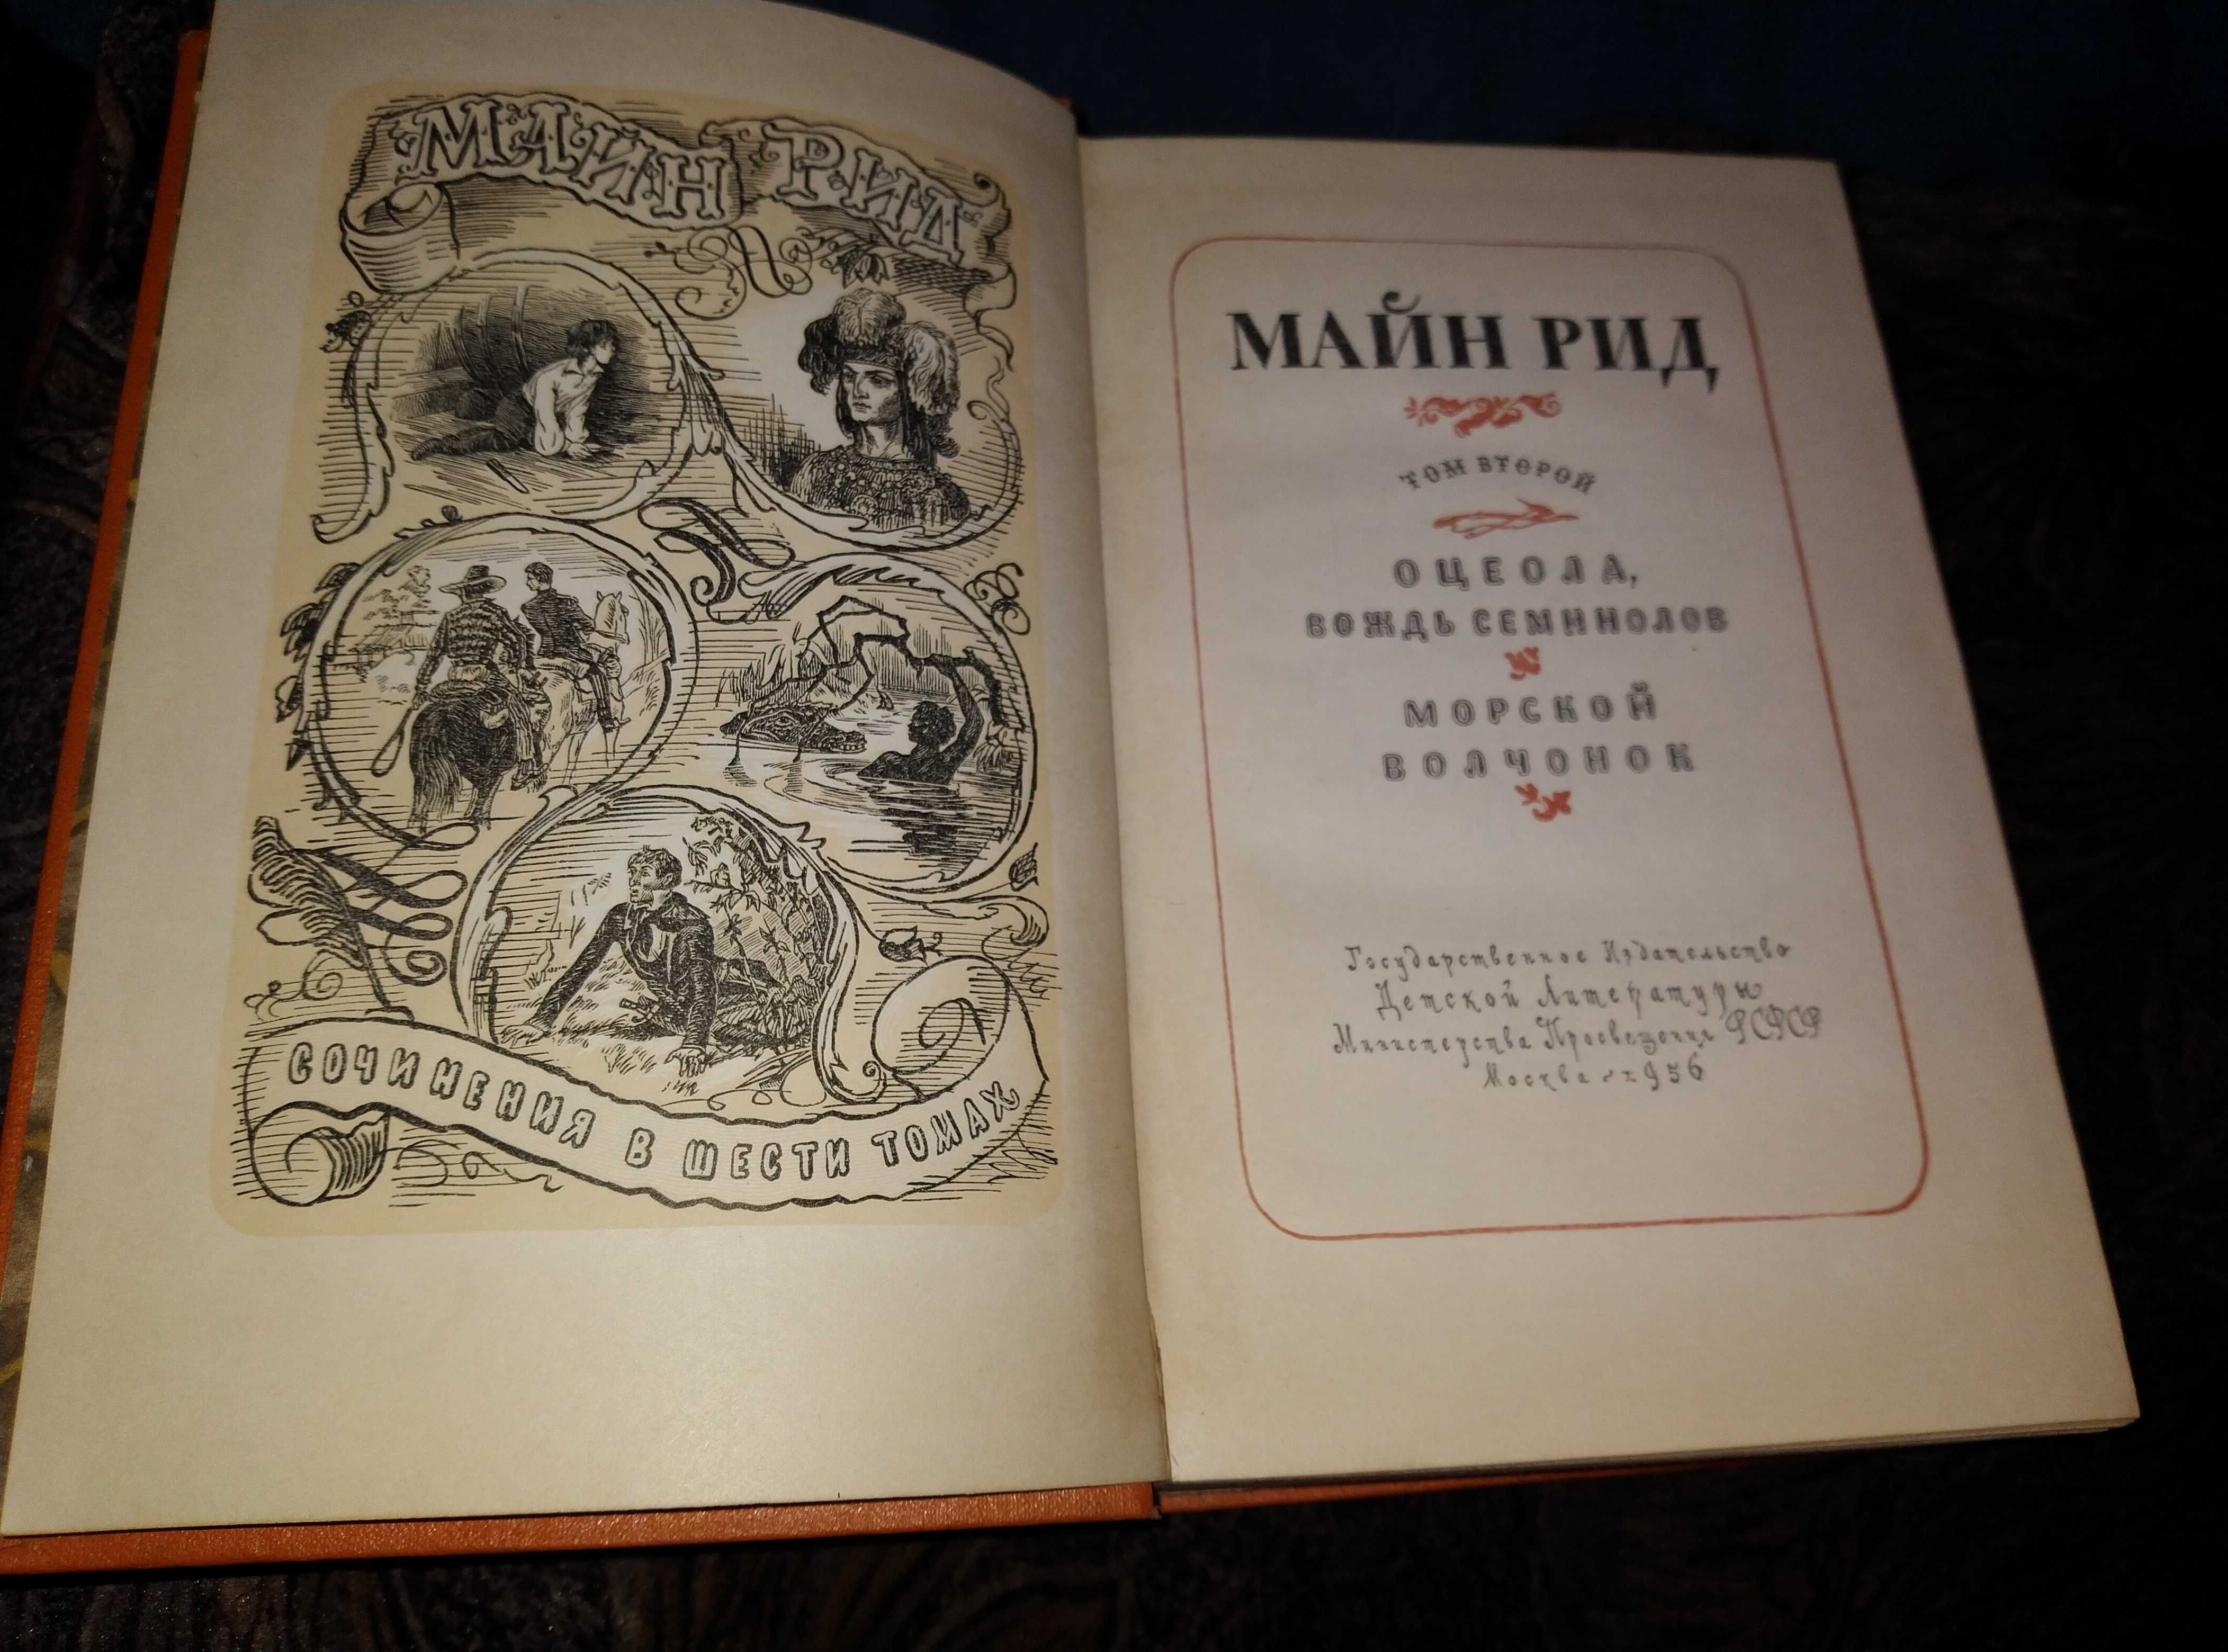 МАЙН РИД
СОЧИНЕНИЯ В ШЕСТИ ТОМАХ
МАЙН РИД
ТОМ ВТОРОЙ
ОЦЕОЛА,
ВОЖДЬ СЕМИНОЛОВ
МОРСКОЙ
ВОЛЧОНОК
Государственное Издательство
Детской Литературы
Министерства Просвещения РСФСР
Москва 1956